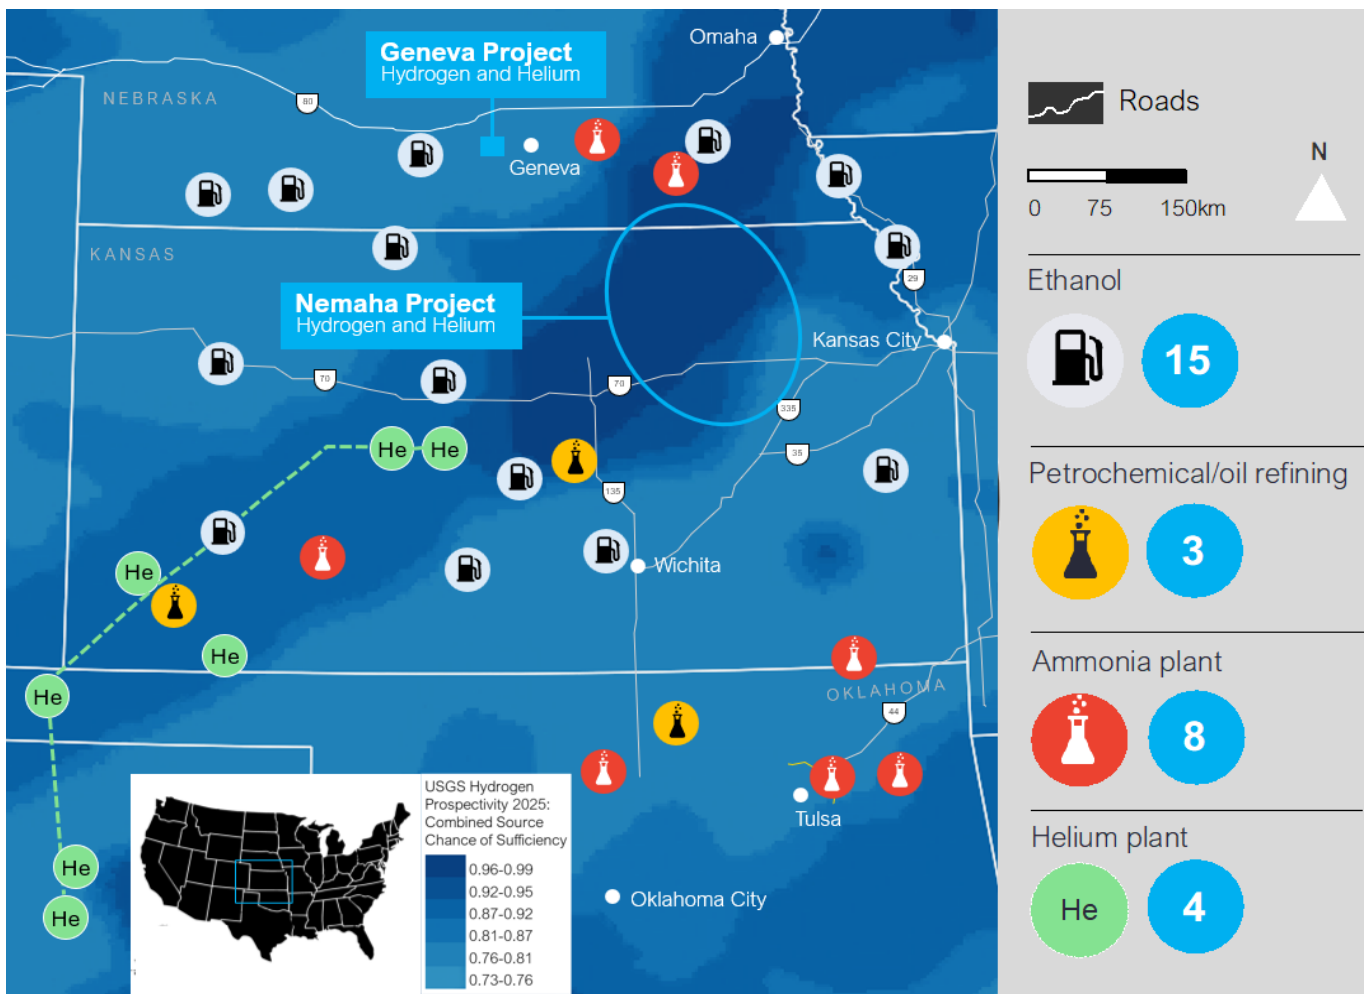 Geneva Project
Hydrogen and Helium
Omaha
NEBRASKA
80
Geneva
KANSAS
Nemaha Project
Hydrogen and Helium
29
Kansas City
70
70
335
35
He
He
135
He
Wichita
He
He
OKLAHOMA
44
Tulsa
He
He
Oklahoma City
USGS Hydrogen
Prospectivity 2025:
Combined Source
Chance of Sufficiency
0.96-0.99
0.92-0.95
0.87-0.92
0.81-0.87
0.76-0.81
0.73-0.76
Roads
N
0 75 150km
Ethanol
15
Petrochemical/oil refining
3
Ammonia plant
8
Helium plant
He
4